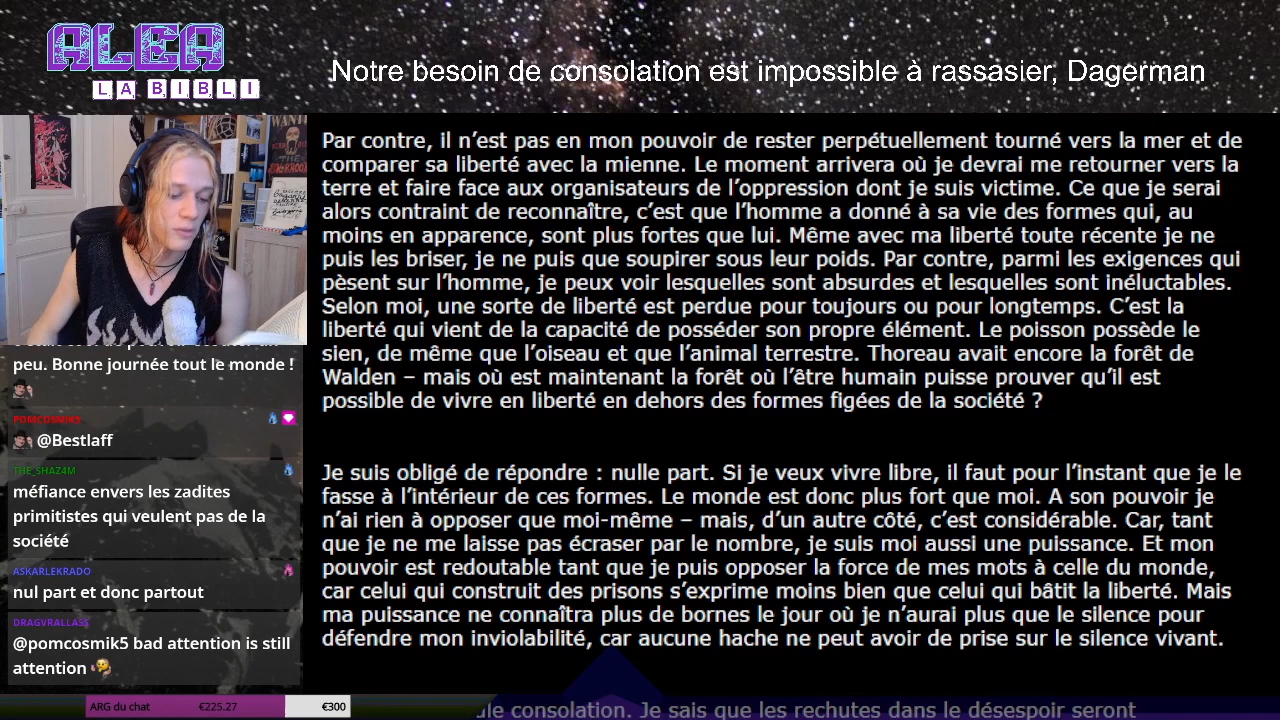 ALEA
LA BIBLI
Notre besoin de consolation est impossible à rassasier, Dagerman
Par contre, il n’est pas en mon pouvoir de rester perpétuellement tourné vers la mer et de
comparer sa liberté avec la mienne. Le moment arrivera où je devrai me retourner vers la
terre et faire face aux organisateurs de l’oppression dont je suis victime. Ce que je serai
alors contraint de reconnaître, c’est que l’homme a donné à sa vie des formes qui, au
moins en apparence, sont plus fortes que lui. Même avec ma liberté toute récente je ne
puis les briser, je ne puis que soupirer sous leur poids. Par contre, parmi les exigences qui
pèsent sur l’homme, je peux voir lesquelles sont absurdes et lesquelles sont inéluctables.
Selon moi, une sorte de liberté est perdue pour toujours ou pour longtemps. C’est la
liberté qui vient de la capacité de posséder son propre élément. Le poisson possède le
sien, de même que l’oiseau et que l’animal terrestre. Thoreau avait encore la forêt de
Walden – mais où est maintenant la forêt où l’être humain puisse prouver qu’il est
possible de vivre en liberté en dehors des formes figées de la société ?
Je suis obligé de répondre : nulle part. Si je veux vivre libre, il faut pour l’instant que je le
fasse à l’intérieur de ces formes. Le monde est donc plus fort que moi. A son pouvoir je
n’ai rien à opposer que moi-même – mais, d’un autre côté, c’est considérable. Car, tant
que je ne me laisse pas écraser par le nombre, je suis moi aussi une puissance. Et mon
pouvoir est redoutable tant que je puis opposer la force de mes mots à celle du monde,
car celui qui construit des prisons s’exprime moins bien que celui qui bâtit la liberté. Mais
ma puissance ne connaîtra plus de bornes le jour où je n’aurai plus que le silence pour
défendre mon inviolabilité, car aucune hache ne peut avoir de prise sur le silence vivant.
consolation. Je sais que les rechutes dans le désespoir seront
WANTED
THE
peu. Bonne journée tout le monde !
POMCOSMIK5
@Bestlaff
THE_SHAZ4M
méfiance envers les zadites
primitistes qui veulent pas de la
société
ASKARLEKRADO
nul part et donc partout
DRAGVRALLASS
@pomcosmik5 bad attention is still
attention
ARG du chat €225.27 €300